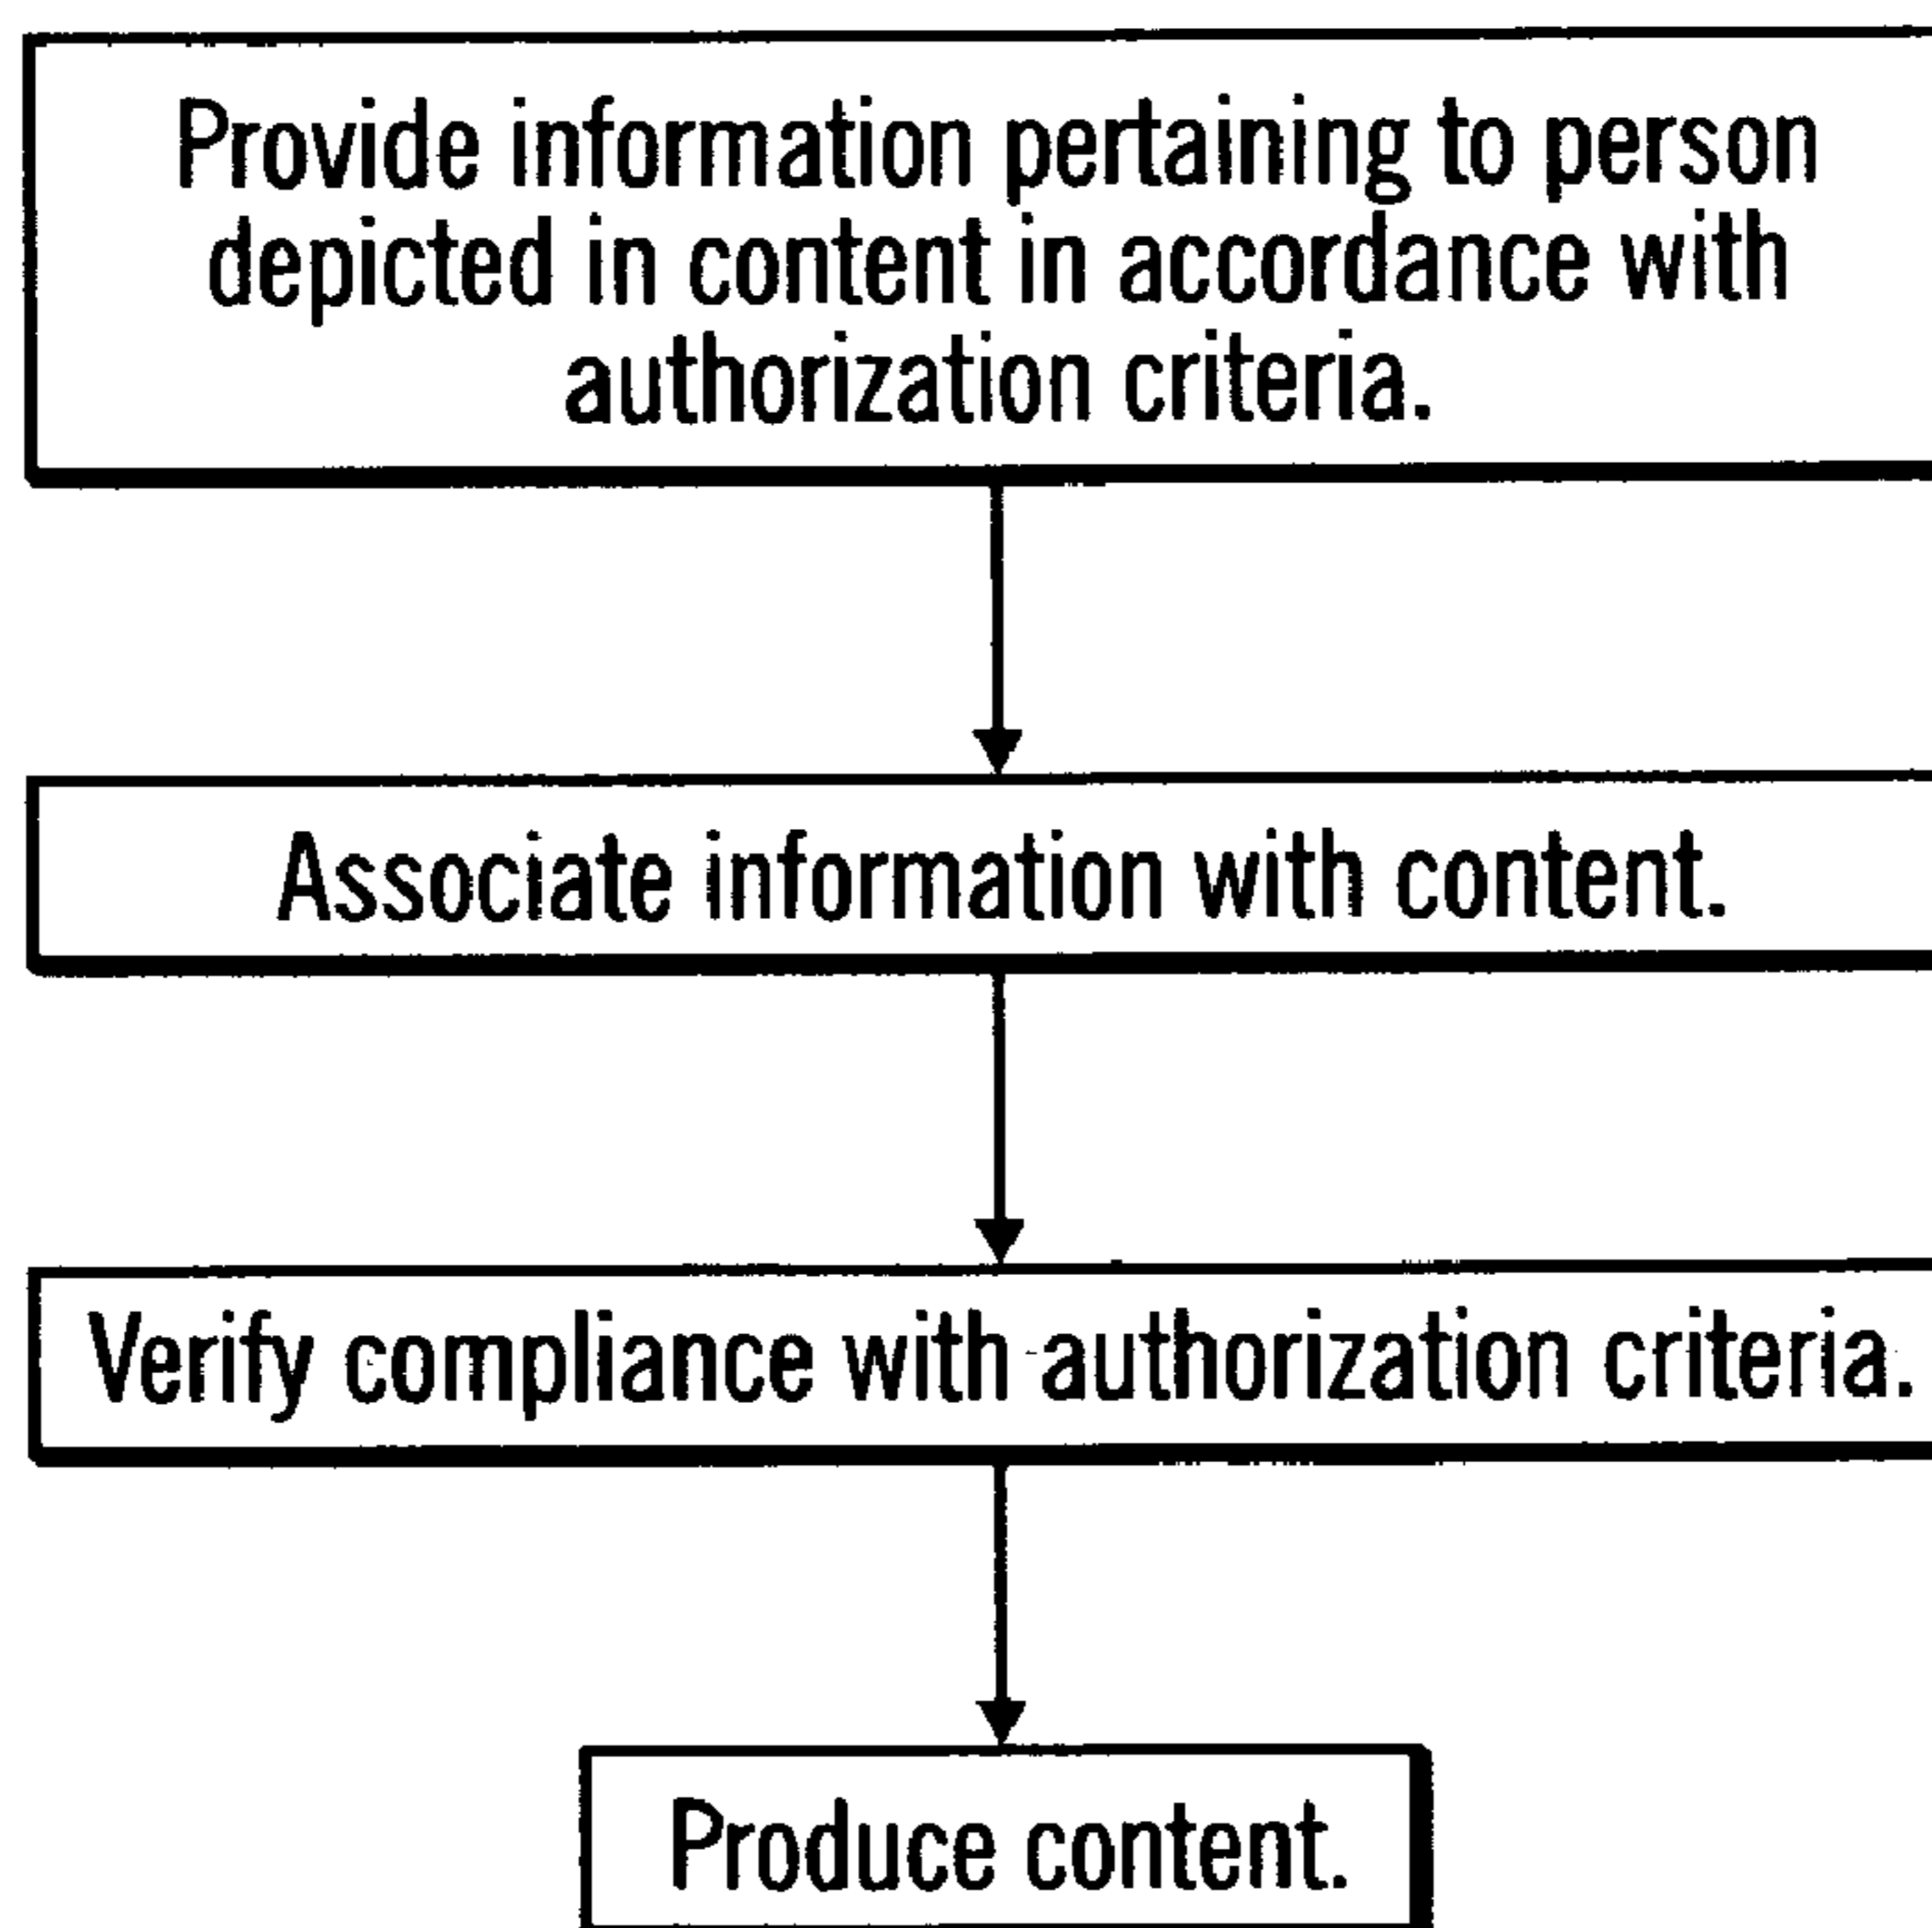 Provide information pertaining to person
depicted in content in accordance with
authorization criteria.
Associate information with content.
Verify compliance with authorization criteria.
Produce content.